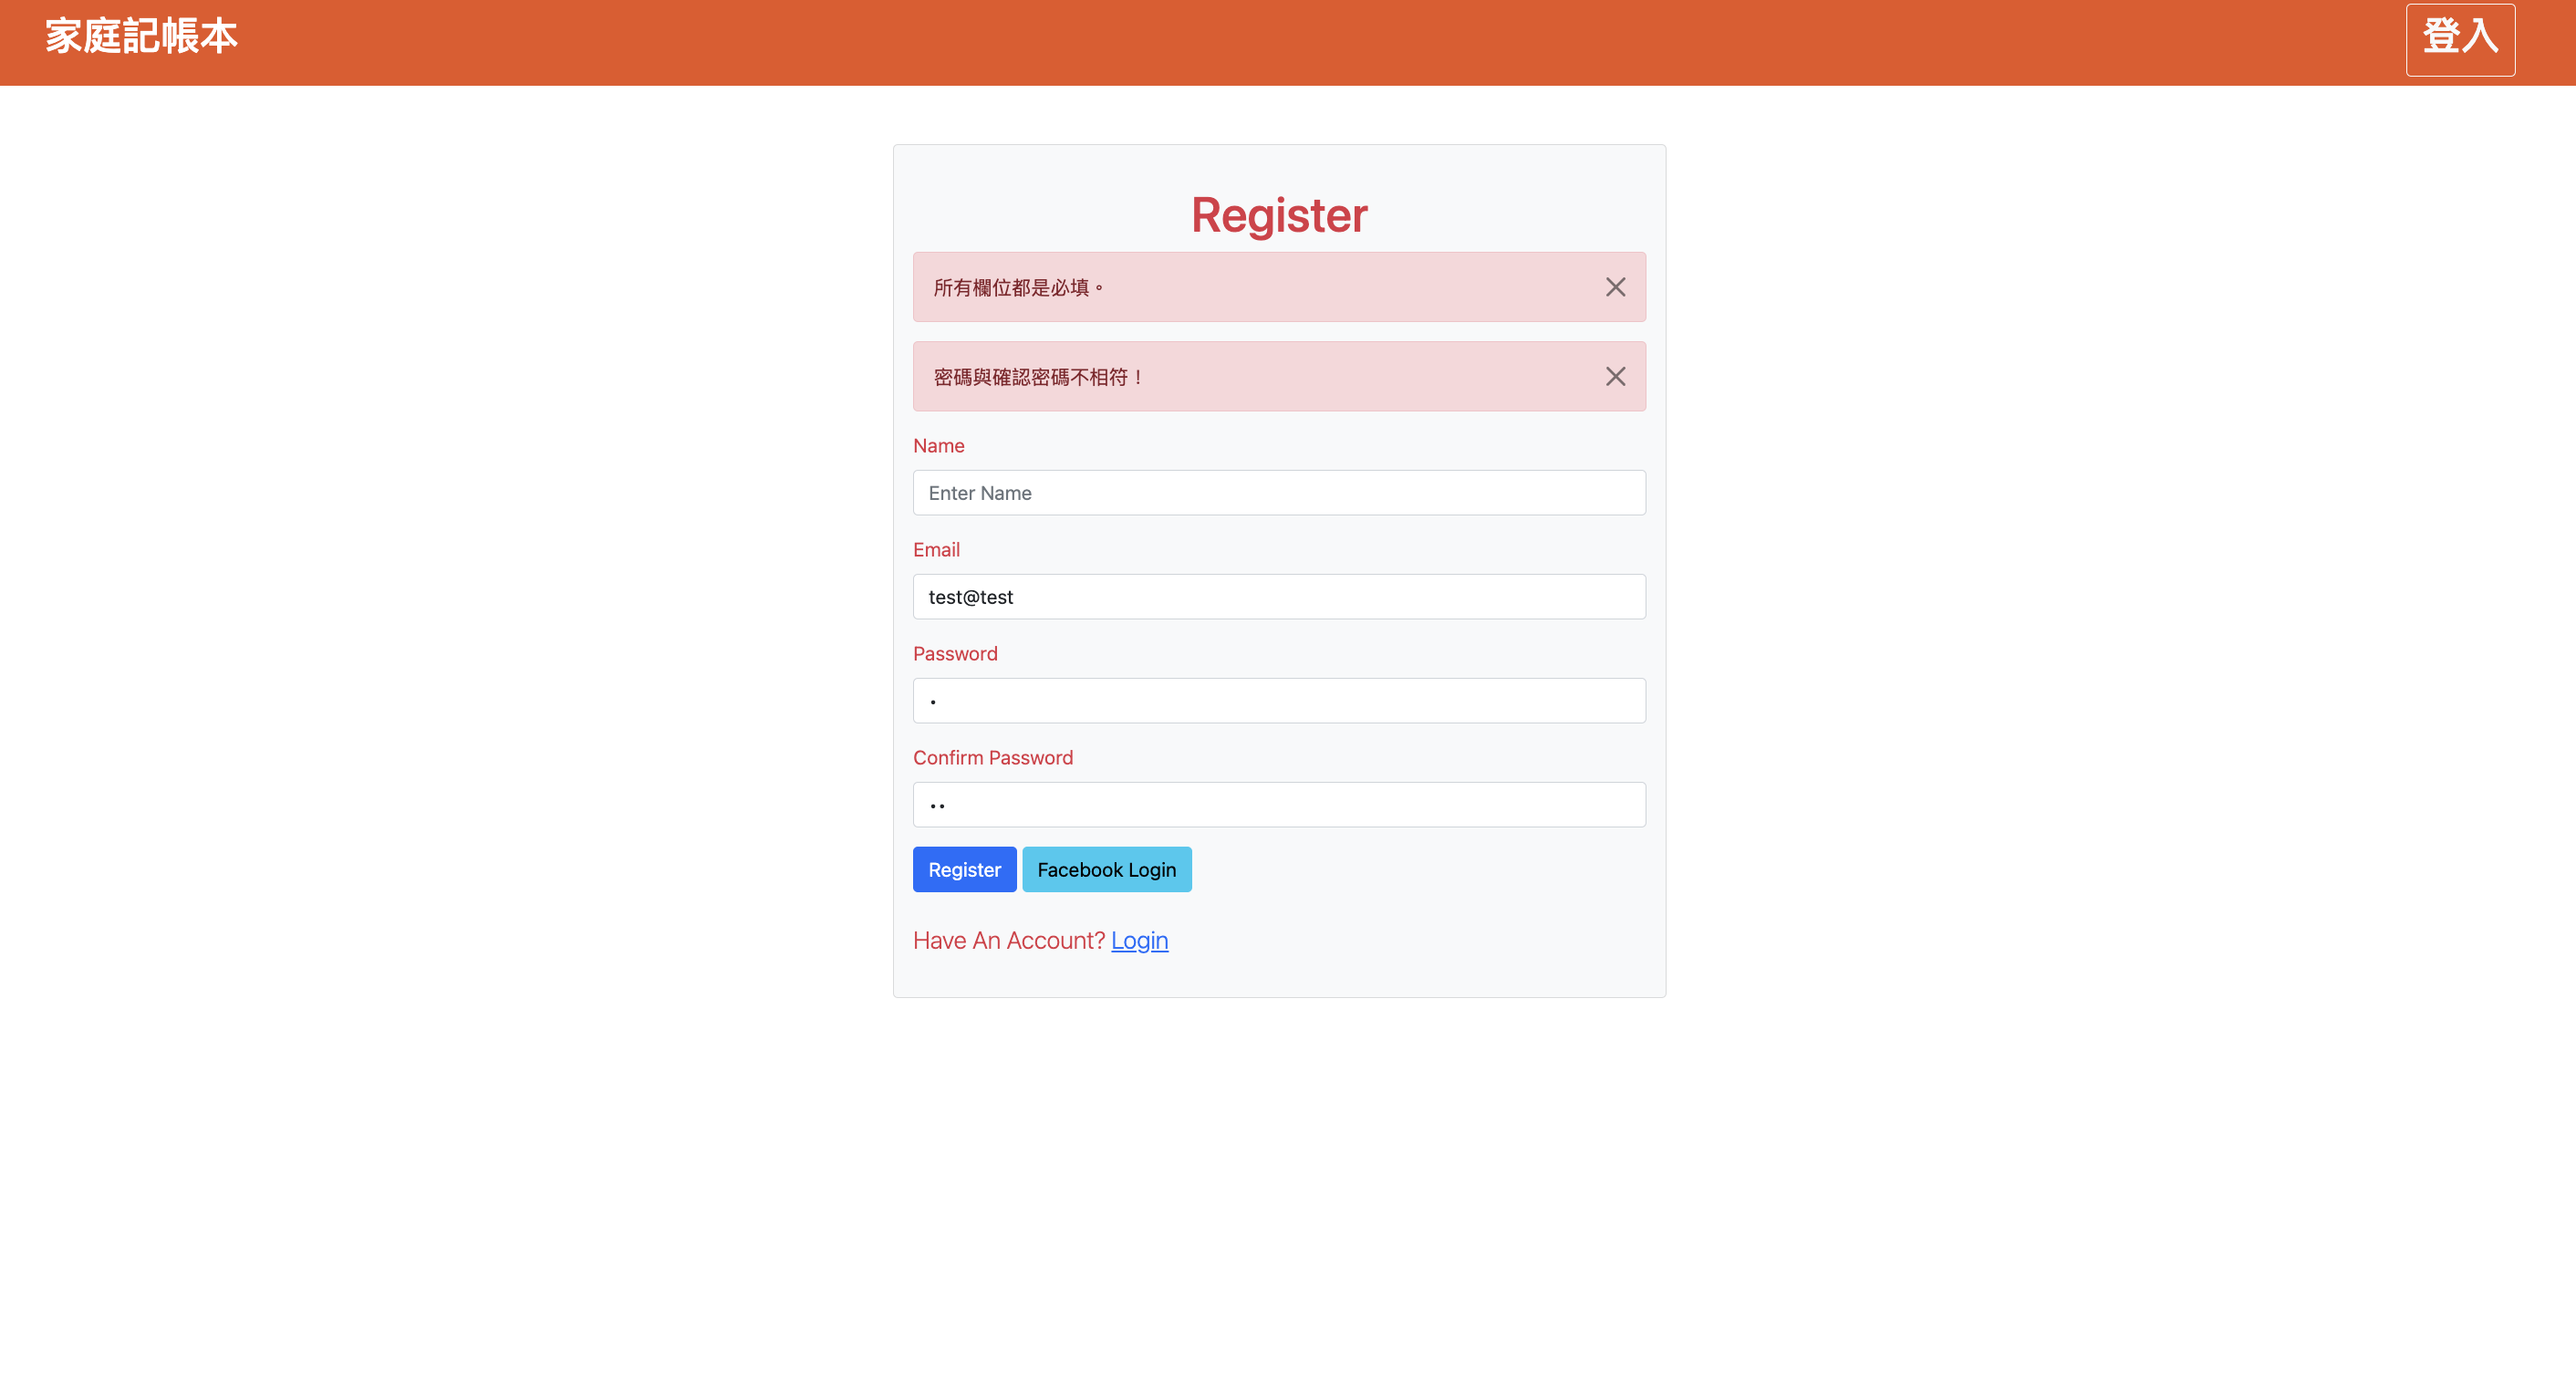 家庭記帳本
登入
Register
所有欄位都是必填。
密碼與確認密碼不相符！
Name
Enter Name
Email
test@test
Password
•
Confirm Password
••
Register
Facebook Login
Have An Account? Login